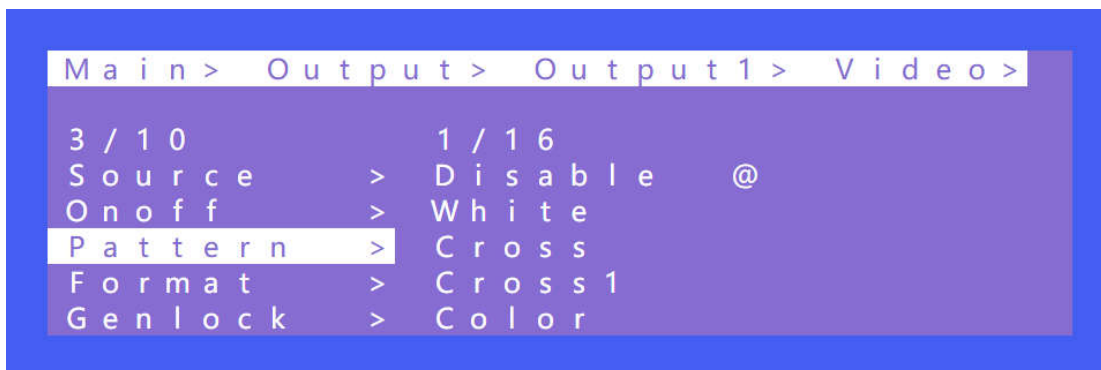 Main> Output> Output1> Video>
3/10 1/16
Source > Disable @
Onoff > White
Pattern > Cross
Format > Cross1
Genlock > Color